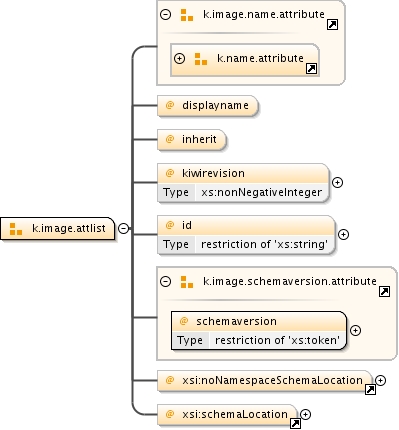 k.image.name.attribute
k.name.attribute
@ displayname
@ inherit
@ kiwirevision
Type xs:nonNegativeInteger
k.image.attlist
@ id
Type restriction of 'xs:string'
k.image.schemaversion.attribute
@ schemaversion
Type restriction of 'xs:token'
@ xsi:noNamespaceSchemaLocation
@ xsi:schemaLocation